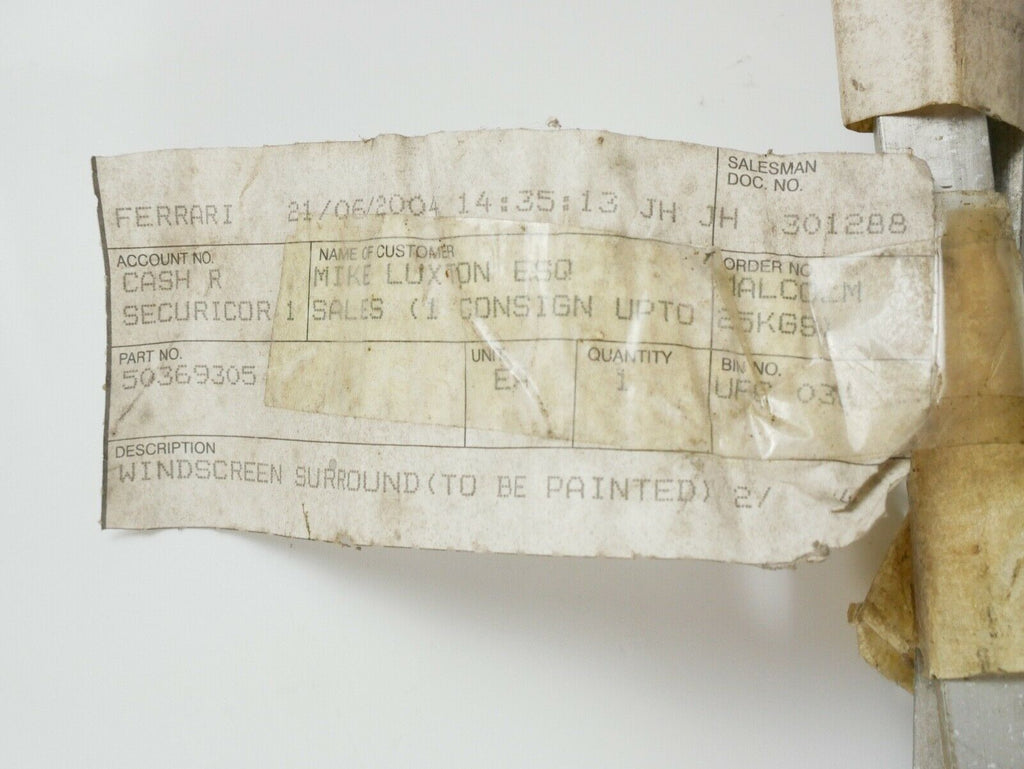 SALESMAN
DOC. NO.
FERRARI 21/06/2004 14:35:13 JH JH 301288
ACCOUNT NO. NAME OF CUSTOMER ORDER NO
CASH R MIKE LUXTON ESQ
SECURICOR 1 SALES (1 CONSIGN UPTO 25KGS)
PART NO. UNIT QUANTITY BIN NO.
50369305 1
DESCRIPTION
WINDSCREEN SURROUND(TO BE PAINTED) 2/